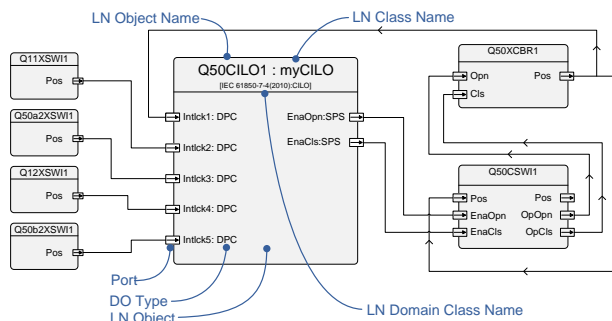 LN Object Name
LN Class Name
Q11XSWI1
Pos
Q50a2XSWI1
Pos
Q12XSWI1
Pos
Q50b2XSWI1
Pos
Q50CILO1 : myCILO
[IEC 61850-7-4(2010):CILO]
Intlck1: DPC
Intlck2: DPC
Intlck3: DPC
Intlck4: DPC
Intlck5: DPC
EnaOpn:SPS
EnaCls:SPS
Q50XCBR1
Opn
Pos
Cls
Q50CSWI1
Pos
Pos
EnaOpn
OpOpn
EnaCls
OpCls
Port
DO Type
LN Object
LN Domain Class Name